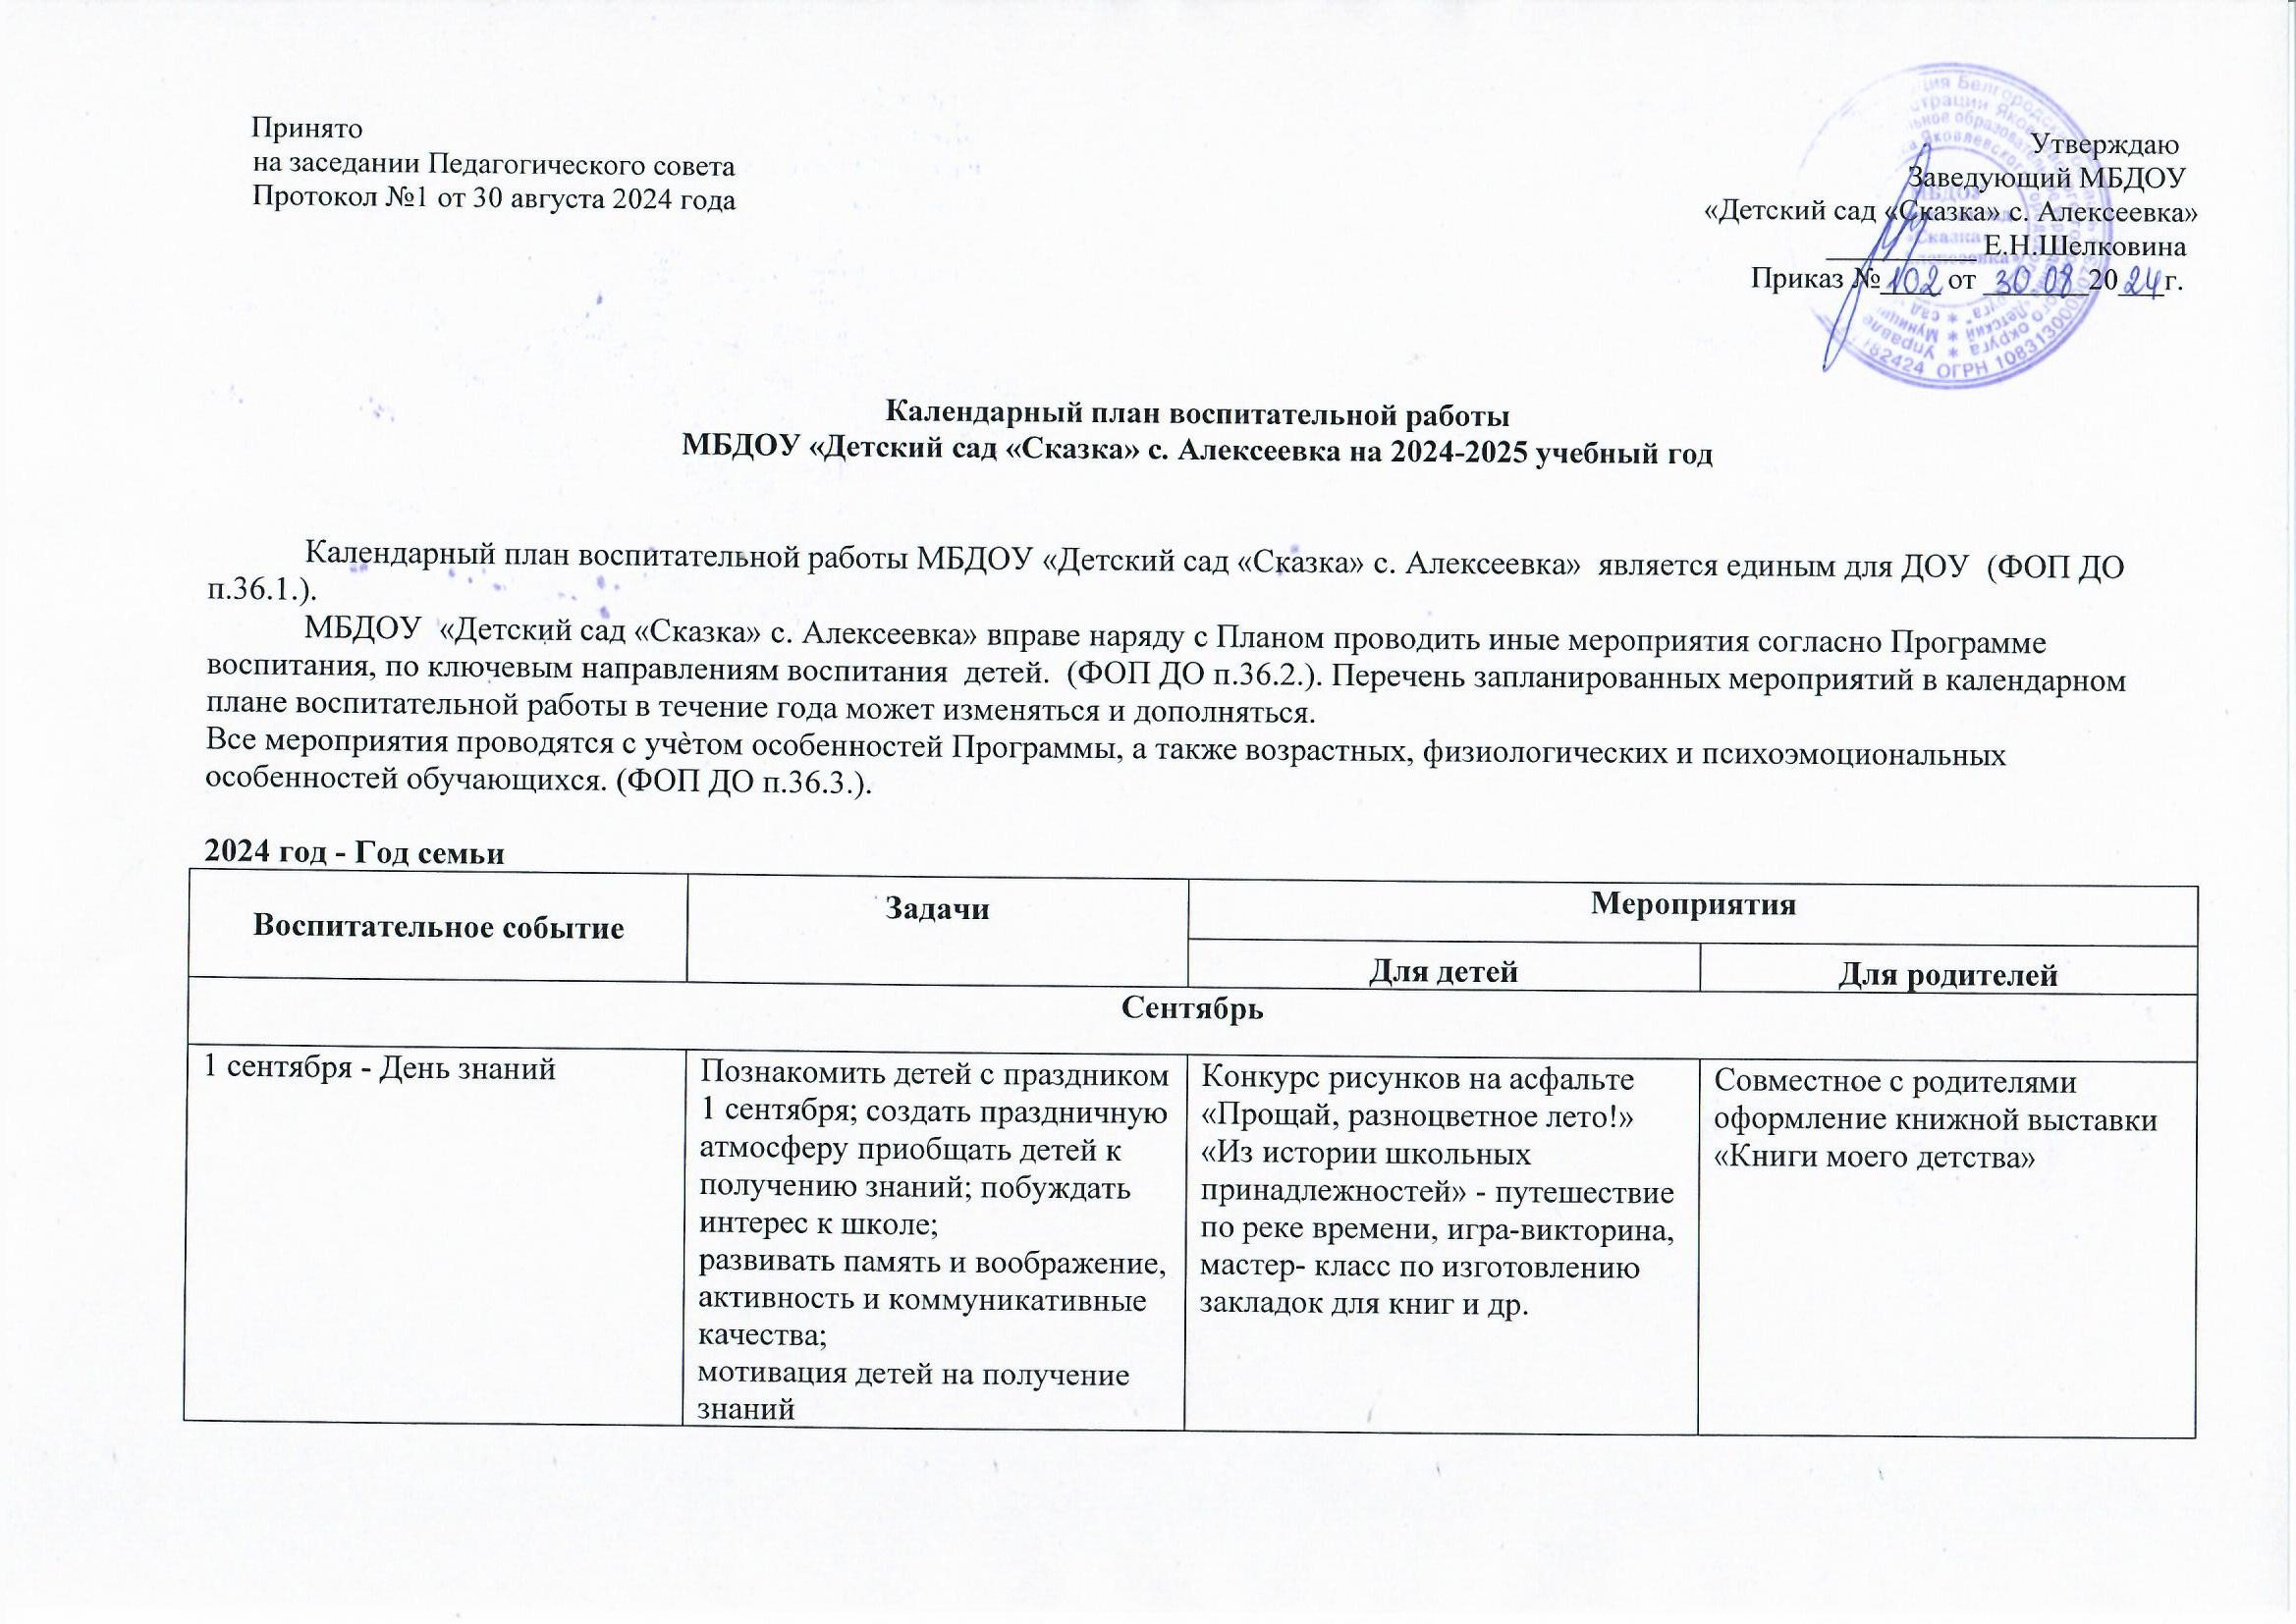 Принято
на заседании Педагогического совета
Протокол №1 от 30 августа 2024 года
Утверждаю
Заведующий МБДОУ
«Детский сад «Сказка» с. Алексеевка»
__________ Е.Н.Шелковина
Приказ № 102 от 30 08 2024 г.
Календарный план воспитательной работы
МБДОУ «Детский сад «Сказка» с. Алексеевка на 2024-2025 учебный год
Календарный план воспитательной работы МБДОУ «Детский сад «Сказка» с. Алексеевка» является единым для ДОУ (ФОП ДО
п.36.1.).
МБДОУ «Детский сад «Сказка» с. Алексеевка» вправе наряду с Планом проводить иные мероприятия согласно Программе
воспитания, по ключевым направлениям воспитания детей. (ФОП ДО п.36.2.). Перечень запланированных мероприятий в календарном
плане воспитательной работы в течение года может изменяться и дополняться.
Все мероприятия проводятся с учѐтом особенностей Программы, а также возрастных, физиологических и психоэмоциональных
особенностей обучающихся. (ФОП ДО п.36.3.).
2024 год - Год семьи
Воспитательное событие
Задачи
Мероприятия
Для детей
Для родителей
Сентябрь
1 сентября - День знаний
Познакомить детей с праздником
1 сентября; создать праздничную
атмосферу приобщать детей к
получению знаний; побуждать
интерес к школе;
развивать память и воображение,
активность и коммуникативные
качества;
мотивация детей на получение
знаний
Конкурс рисунков на асфальте
«Прощай, разноцветное лето!»
«Из истории школьных
принадлежностей» - путешествие
по реке времени, игра-викторина,
мастер- класс по изготовлению
закладок для книг и др.
Совместное с родителями
оформление книжной выставки
«Книги моего детства»